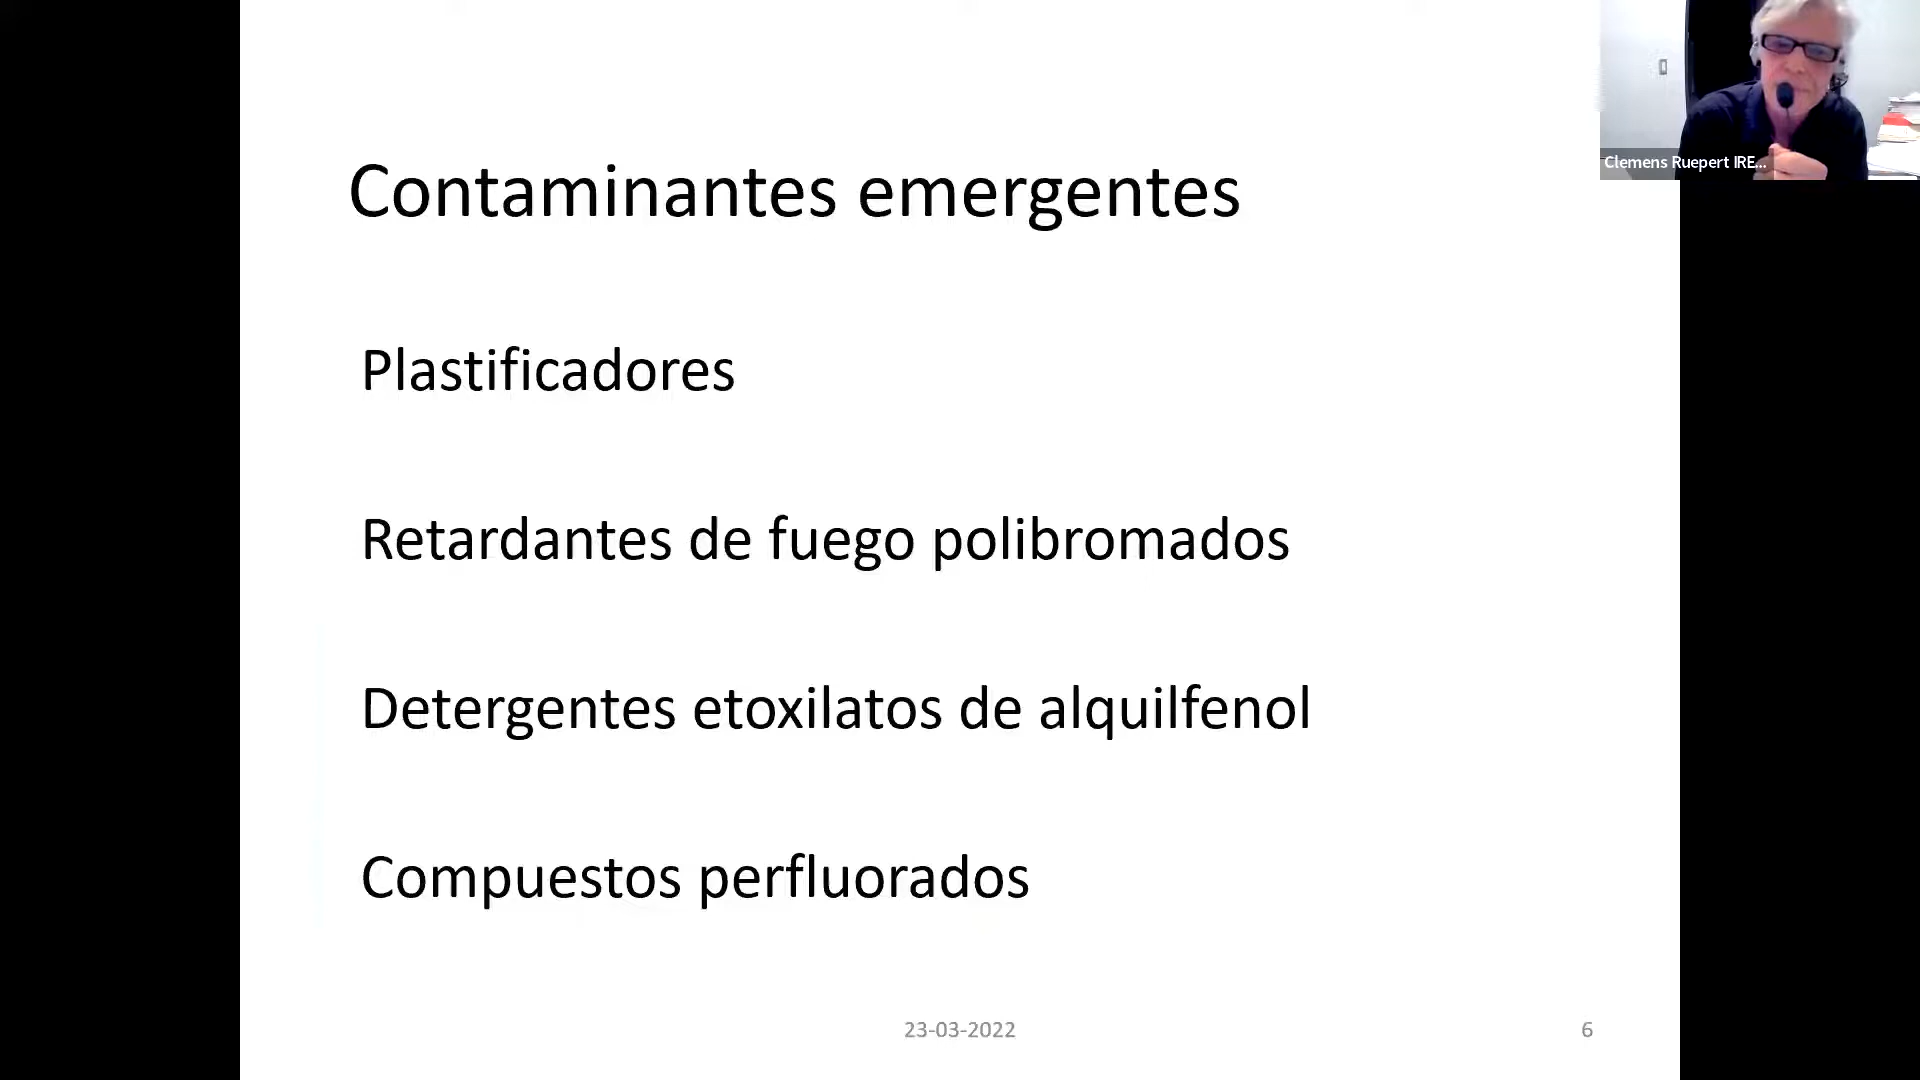 Contaminantes emergentes
Clemens Ruepert IRE...
Plastificadores
Retardantes de fuego polibromados
Detergentes etoxilatos de alquilfenol
Compuestos perfluorados
23-03-2022
6